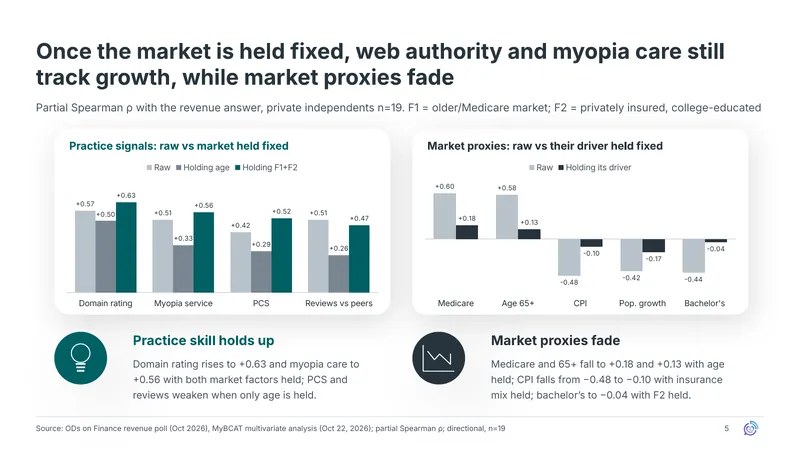 Once the market is held fixed, web authority and myopia care still
track growth, while market proxies fade
Partial Spearman ρ with the revenue answer, private independents n=19. F1 = older/Medicare market; F2 = privately insured, college-educated
Practice signals: raw vs market held fixed
Raw Holding age Holding F1+F2
+0.57 +0.50 +0.63
+0.51 +0.33 +0.56
+0.42 +0.29 +0.52
+0.51 +0.26 +0.47
Domain rating Myopia service PCS Reviews vs peers
Market proxies: raw vs their driver held fixed
Raw Holding its driver
+0.60 +0.18
+0.58 +0.13
−0.48 −0.10
−0.42 −0.17
−0.44 −0.04
Medicare Age 65+ CPI Pop. growth Bachelor's
Practice skill holds up
Domain rating rises to +0.63 and myopia care to
+0.56 with both market factors held; PCS and
reviews weaken when only age is held.
Market proxies fade
Medicare and 65+ fall to +0.18 and +0.13 with age
held; CPI falls from −0.48 to −0.10 with insurance
mix held; bachelor's to −0.04 with F2 held.
Source: ODs on Finance revenue poll (Oct 2026), MyBCAT multivariate analysis (Oct 22, 2026); partial Spearman ρ; directional, n=19
5